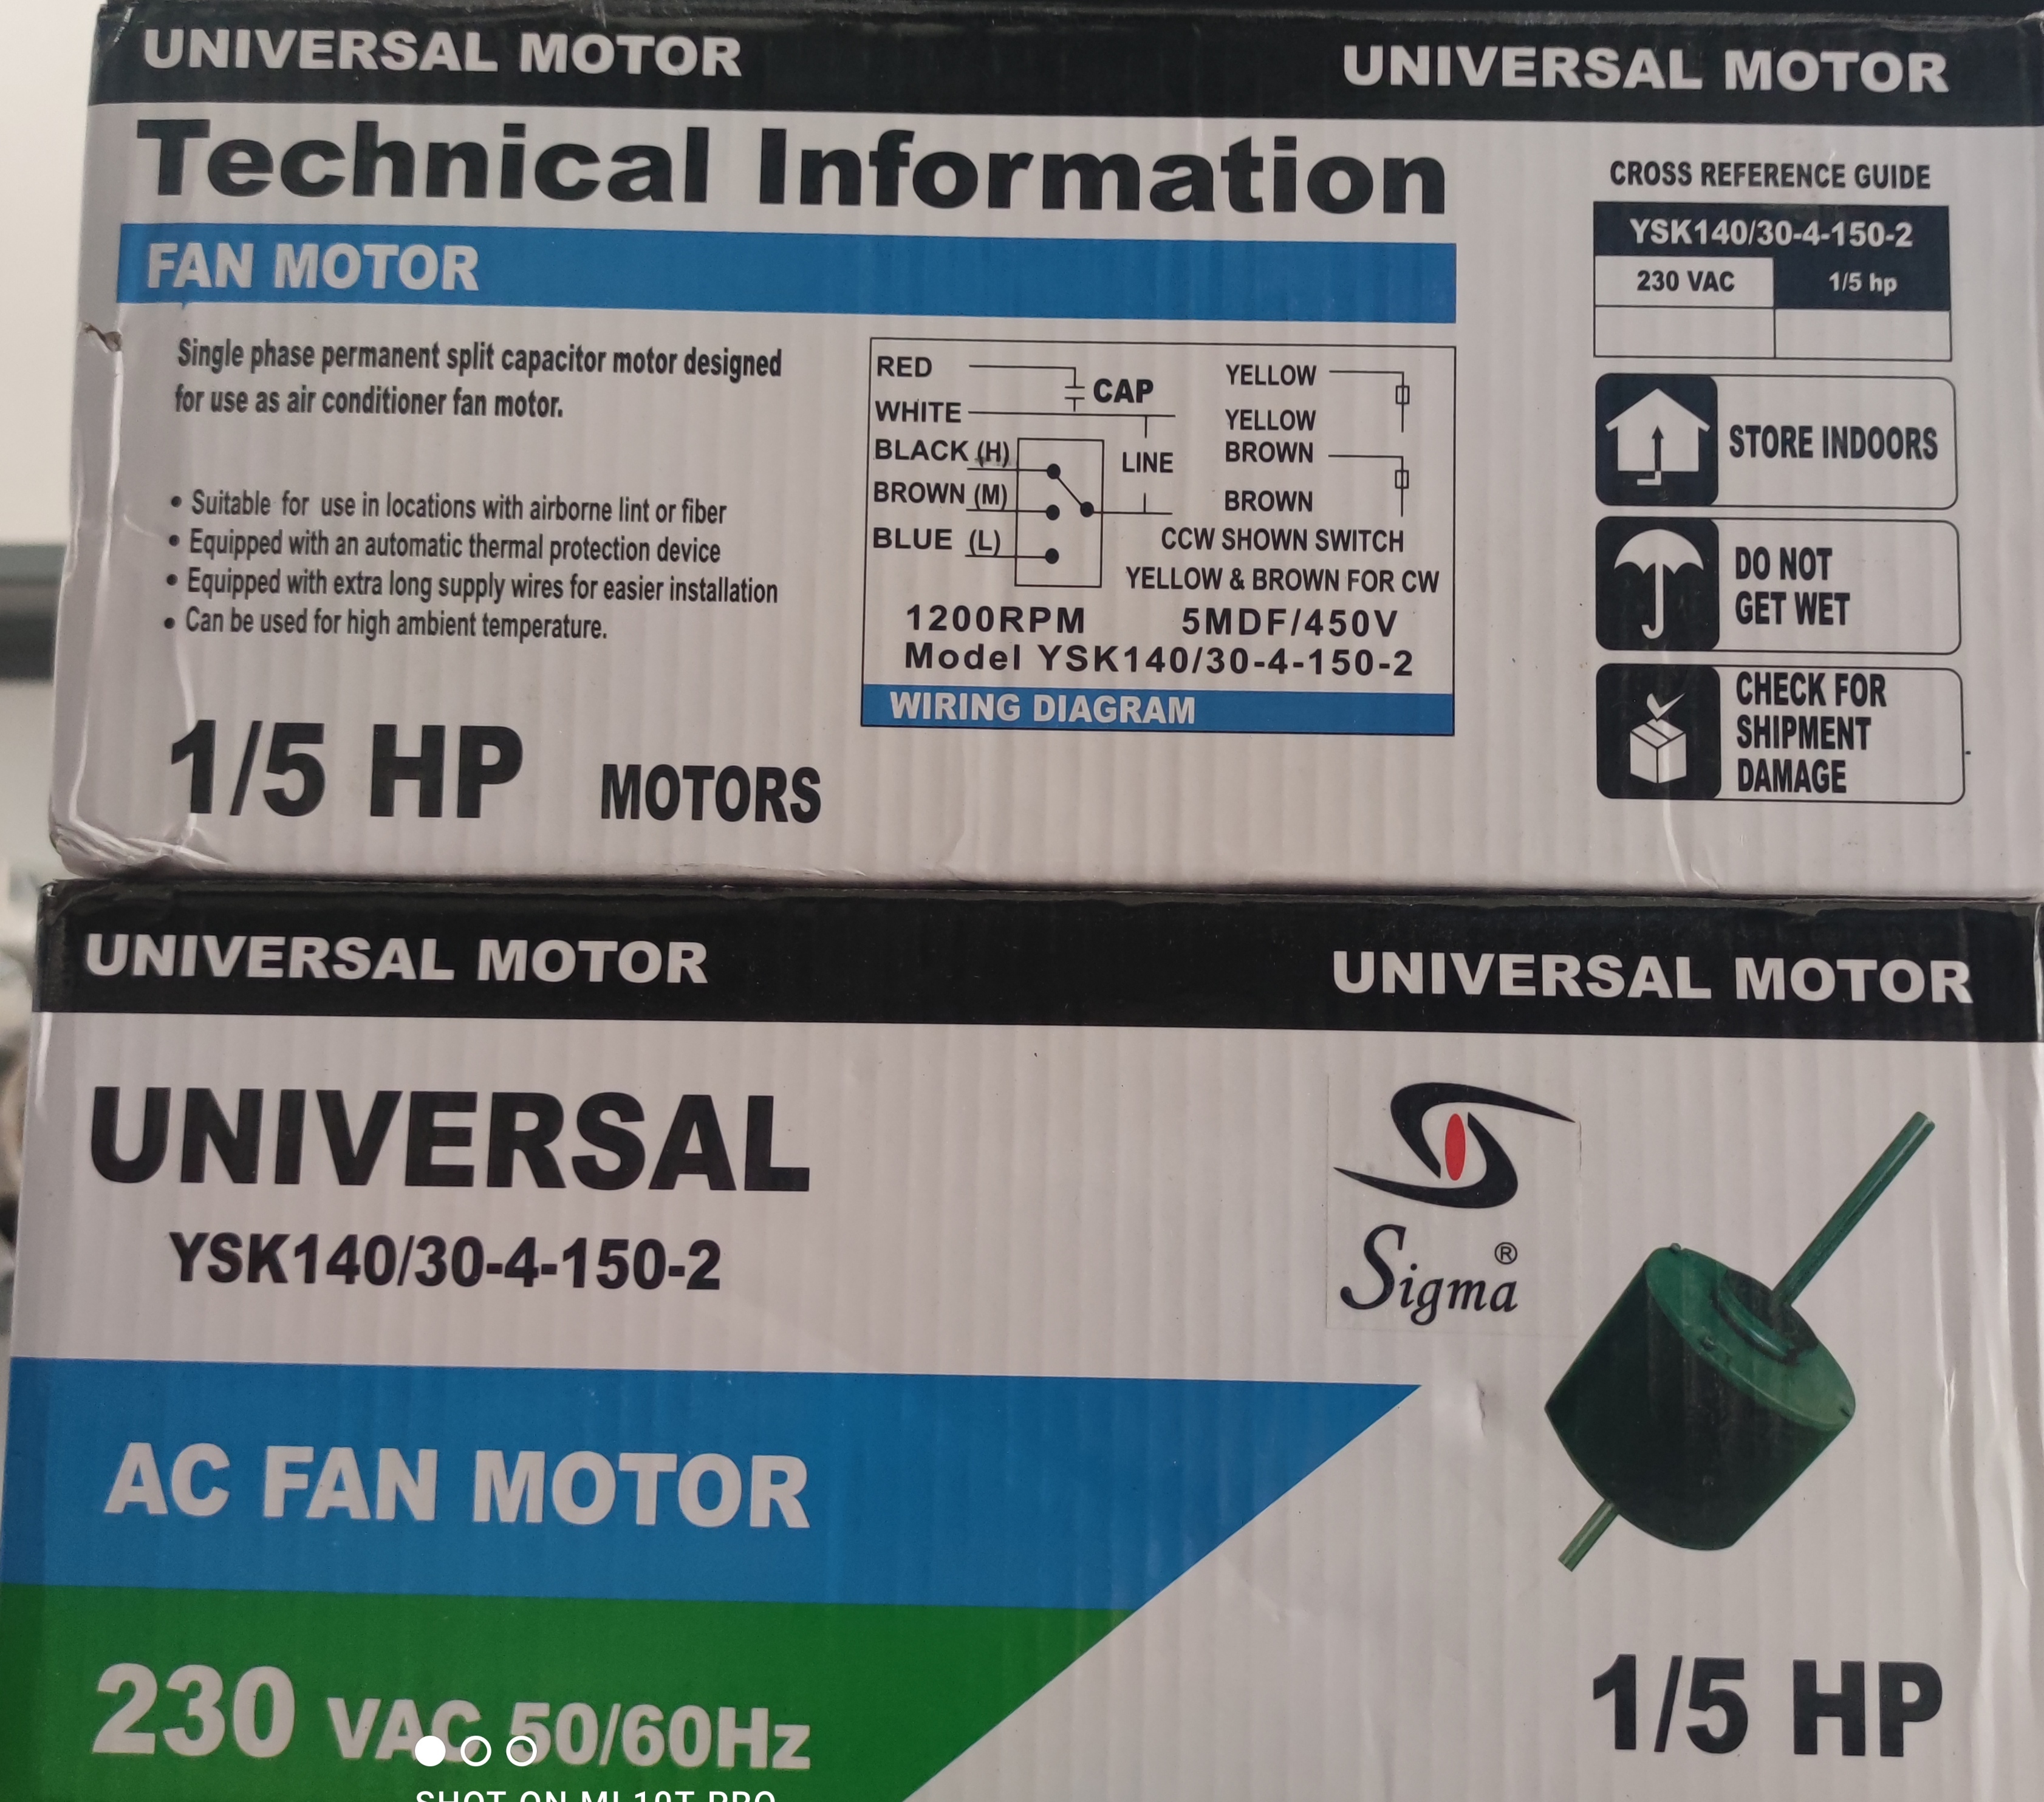 UNIVERSAL MOTOR
UNIVERSAL MOTOR
Technical Information
FAN MOTOR
Single phase permanent split capacitor motor designed
for use as air conditioner fan motor.
• Suitable for use in locations with airborne lint or fiber
• Equipped with an automatic thermal protection device
• Equipped with extra long supply wires for easier installation
• Can be used for high ambient temperature.
1/5 HP MOTORS
RED
WHITE
BLACK (H)
BROWN (M)
BLUE (L)
CAP
LINE
YELLOW
YELLOW
BROWN
BROWN
CCW SHOWN SWITCH
YELLOW & BROWN FOR CW
1200RPM 5MDF/450V
Model YSK140/30-4-150-2
WIRING DIAGRAM
CROSS REFERENCE GUIDE
YSK140/30-4-150-2
230 VAC 1/5 hp
STORE INDOORS
DO NOT
GET WET
CHECK FOR
SHIPMENT
DAMAGE
UNIVERSAL MOTOR
UNIVERSAL MOTOR
UNIVERSAL
YSK140/30-4-150-2
Sigma®
AC FAN MOTOR
230 VAC 50/60Hz
1/5 HP
SHOT ON MI 10T PRO